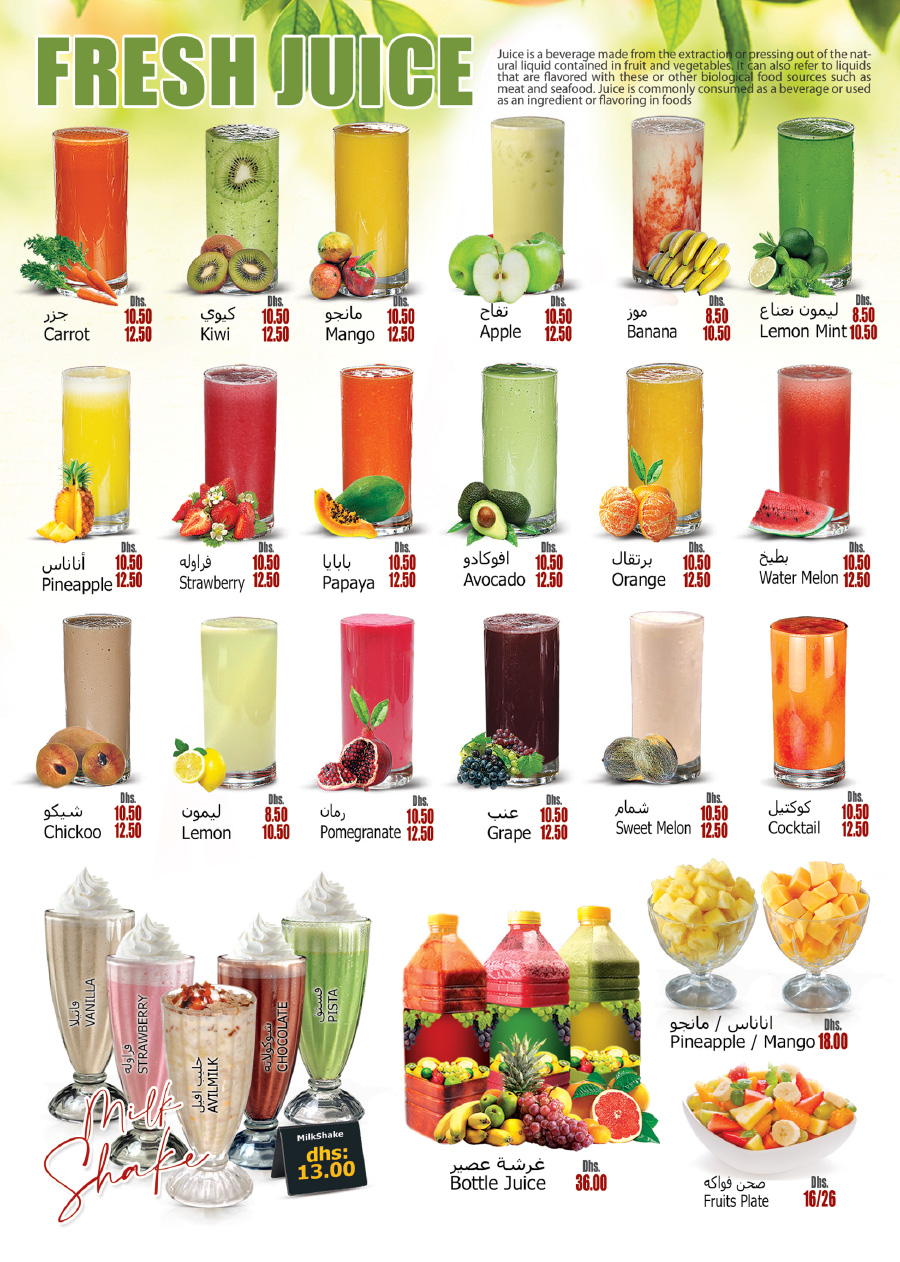 FRESH JUICE
Juice is a beverage made from the extraction or pressing out of the nat-
ural liquid contained in fruit and vegetables. It can also refer to liquids
that are flavored with these or other biological food sources such as
meat and seafood. Juice is commonly consumed as a beverage or used
as an ingredient or flavoring in foods
جزر
Carrot
Dhs.
10.50
12.50
كيوي
Kiwi
Dhs.
10.50
12.50
مانجو
Mango
Dhs.
10.50
12.50
تفاح
Apple
Dhs.
10.50
12.50
موز
Banana
Dhs.
8.50
10.50
ليمون نعناع
Lemon Mint
Dhs.
8.50
10.50
أناناس
Pineapple
Dhs.
10.50
12.50
فراوله
Strawberry
Dhs.
10.50
12.50
بابايا
Papaya
Dhs.
10.50
12.50
افوكادو
Avocado
Dhs.
10.50
12.50
برتقال
Orange
Dhs.
10.50
12.50
بطيخ
Water Melon
Dhs.
10.50
12.50
شيكو
Chickoo
Dhs.
10.50
12.50
ليمون
Lemon
Dhs.
8.50
10.50
رمان
Pomegranate
Dhs.
10.50
12.50
عنب
Grape
Dhs.
10.50
12.50
شمام
Sweet Melon
Dhs.
10.50
12.50
كوكتيل
Cocktail
Dhs.
10.50
12.50
فانتلا
VANILLA
فراوله
STRAWBERRY
حليب افيل
AVILMILK
شوكولاته
CHOCOLATE
فستق
PISTA
Milk
Shake
MilkShake
dhs:
13.00
غرشة عصير
Bottle Juice
Dhs.
36.00
اناناس / مانجو
Pineapple / Mango
Dhs.
18.00
صحن فواكه
Fruits Plate
Dhs.
16/26